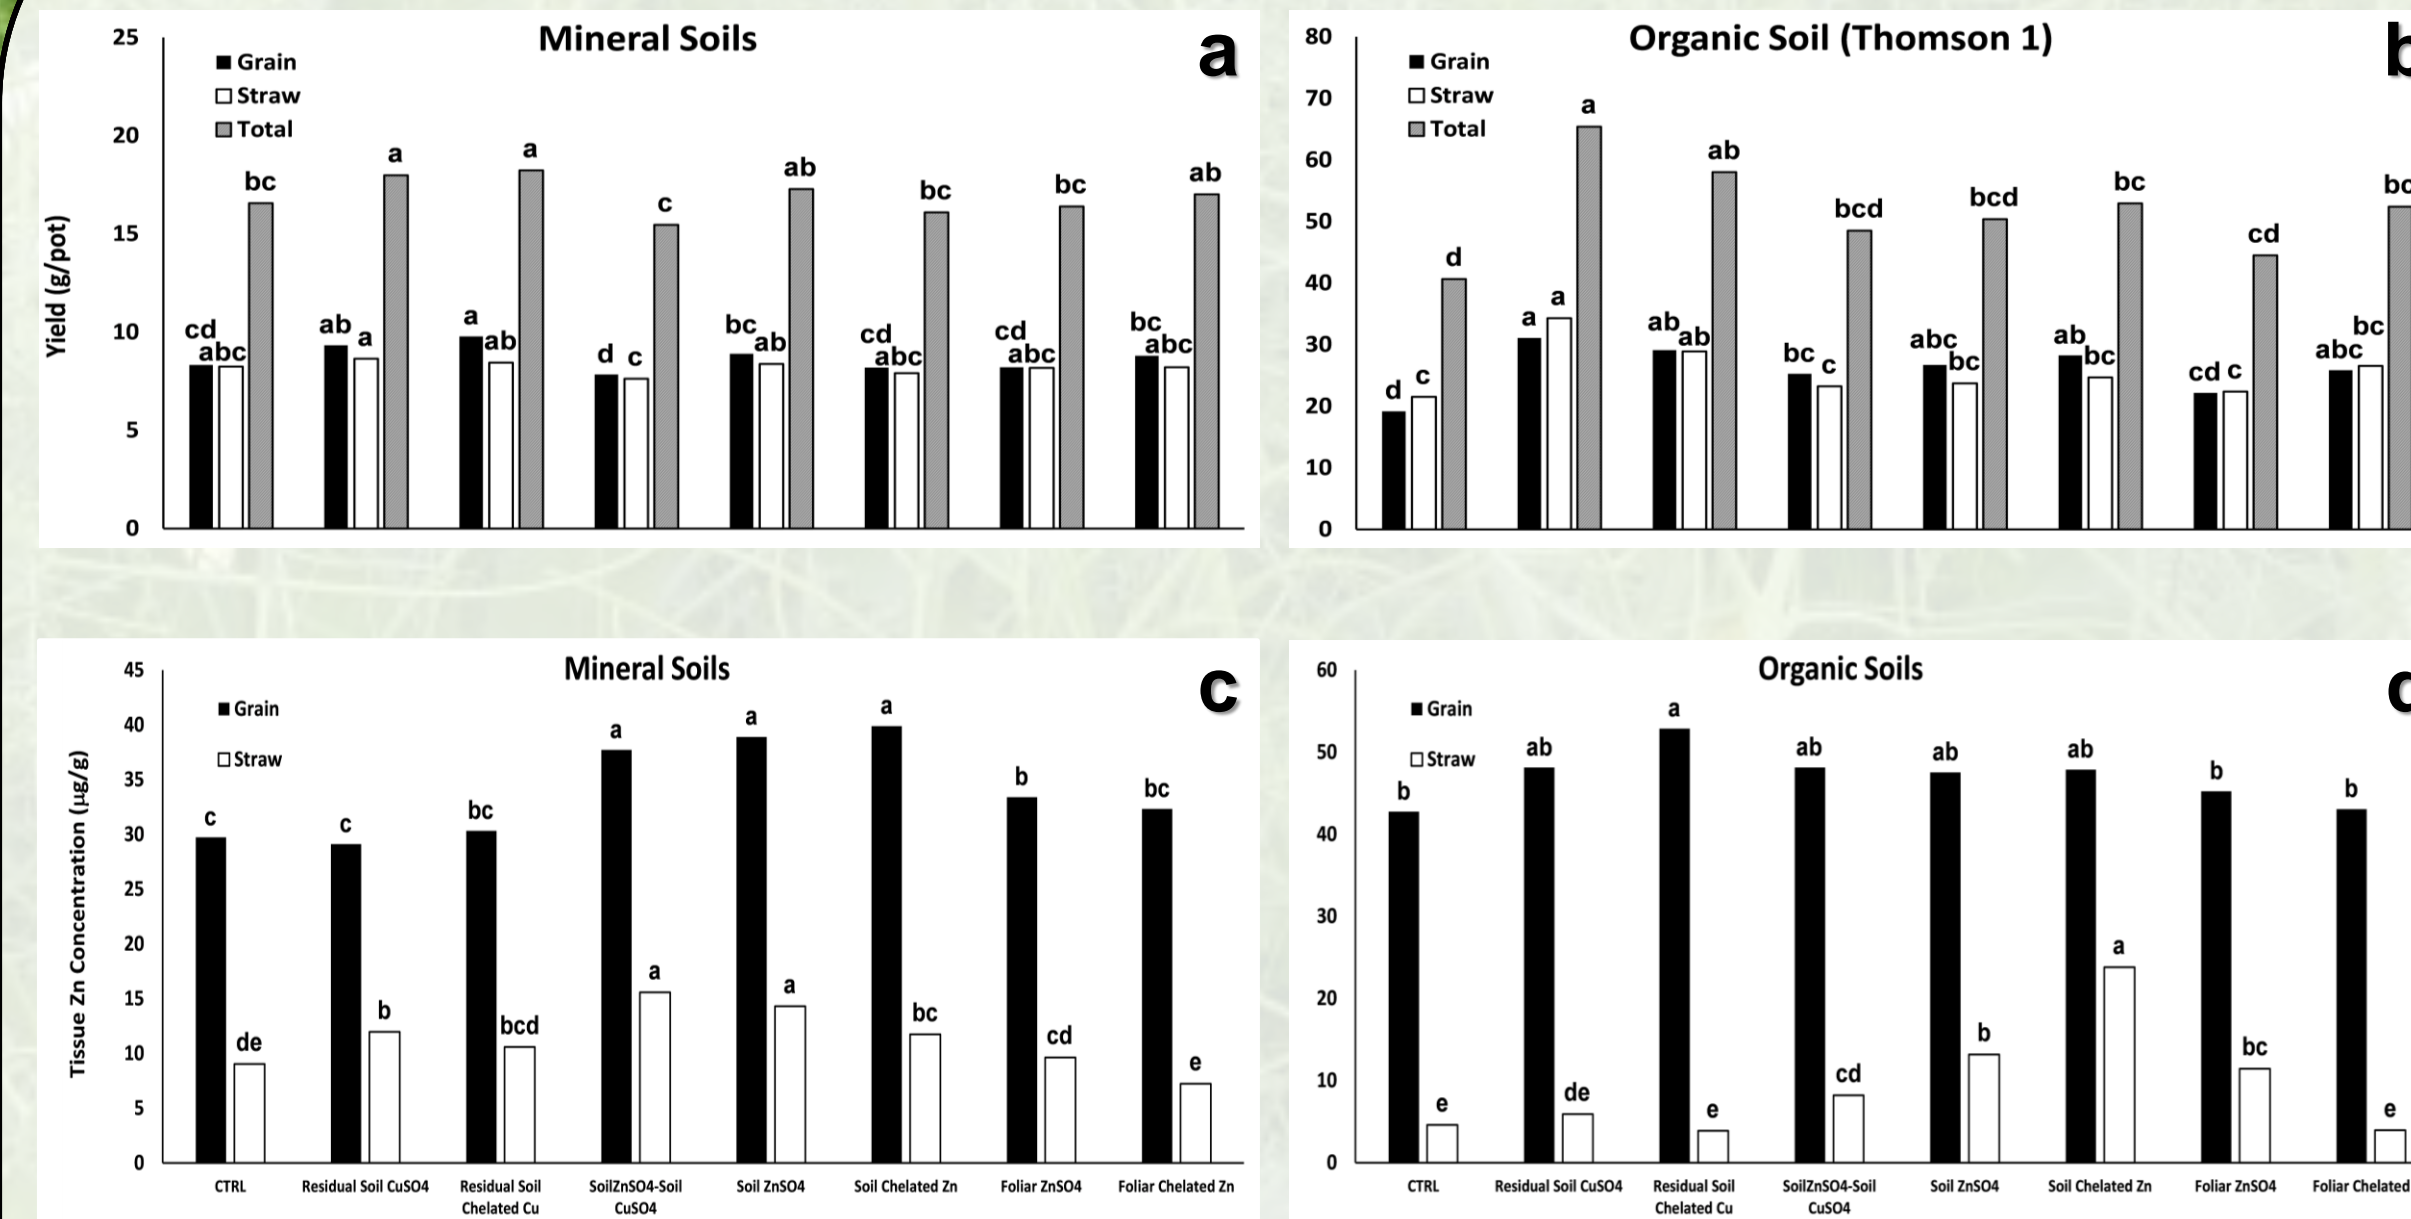 Mineral Soils
a
Yield (g/pot)
25
20
15
10
5
0
Grain
Straw
Total
cd abc bc
ab a a
a ab a
d c c
bc ab ab
cd abc bc
cd abc bc
bc abc ab
Organic Soil (Thomson 1)
b
80
70
60
50
40
30
20
10
0
Grain
Straw
Total
d c d
a a a
ab ab ab
bc c bcd
abc bc bcd
ab bc bc
cd c cd
abc bc bc
Mineral Soils
c
Tissue Zn Concentration (µg/g)
45
40
35
30
25
20
15
10
5
0
Grain
Straw
c de
c b
bc bcd
a a
a a
a bc
b cd
bc e
CTRL
Residual Soil CuSO4
Residual Soil
Chelated Cu
SoilZnSO4-Soil
CuSO4
Soil ZnSO4
Soil Chelated Zn
Foliar ZnSO4
Foliar Chelated Zn
Organic Soils
60
50
40
30
20
10
0
Grain
Straw
b e
ab de
a e
ab cd
ab b
ab a
b bc
b e
CTRL
Residual Soil CuSO4
Residual Soil
Chelated Cu
SoilZnSO4-Soil
CuSO4
Soil ZnSO4
Soil Chelated Zn
Foliar ZnSO4
Foliar Chelated